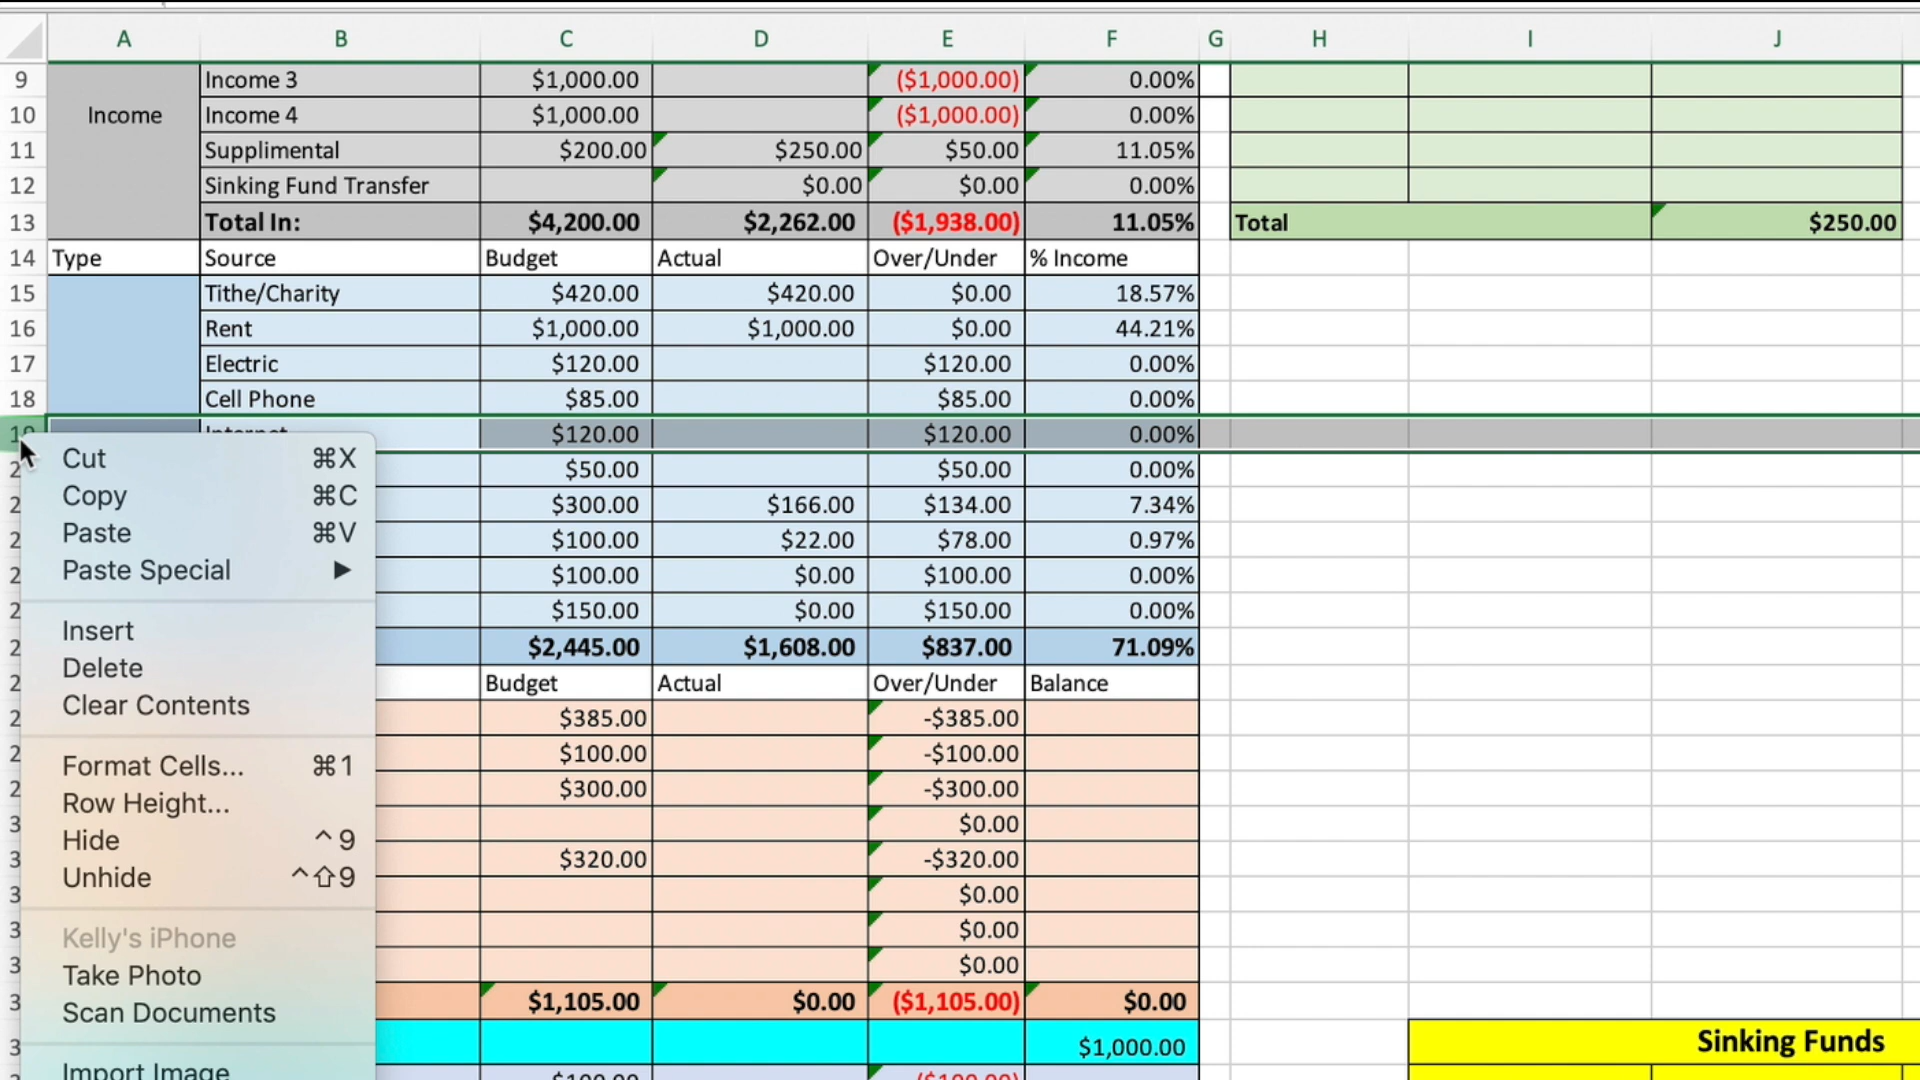 A B C D E F G H I J
9 Income 3 $1,000.00 ($1,000.00) 0.00%
10 Income Income 4 $1,000.00 ($1,000.00) 0.00%
11 Supplimental $200.00 $250.00 $50.00 11.05%
12 Sinking Fund Transfer $0.00 $0.00 0.00%
13 Total In: $4,200.00 $2,262.00 ($1,938.00) 11.05% Total $250.00
14 Type Source Budget Actual Over/Under % Income
15 Tithe/Charity $420.00 $420.00 $0.00 18.57%
16 Rent $1,000.00 $1,000.00 $0.00 44.21%
17 Electric $120.00 $120.00 0.00%
18 Cell Phone $85.00 $85.00 0.00%
Internet $120.00 $120.00 0.00%
$50.00 $50.00 0.00%
$300.00 $166.00 $134.00 7.34%
$100.00 $22.00 $78.00 0.97%
$100.00 $0.00 $100.00 0.00%
$150.00 $0.00 $150.00 0.00%
$2,445.00 $1,608.00 $837.00 71.09%
Budget Actual Over/Under Balance
$385.00 -$385.00
$100.00 -$100.00
$300.00 -$300.00
$0.00
$320.00 -$320.00
$0.00
$0.00
$0.00
$1,105.00 $0.00 ($1,105.00) $0.00
$1,000.00 Sinking Funds
$100.00 ($100.00)
Cut ⌘X
Copy ⌘C
Paste ⌘V
Paste Special ▶
Insert
Delete
Clear Contents
Format Cells... ⌘1
Row Height...
Hide ^9
Unhide ^⇧9
Kelly's iPhone
Take Photo
Scan Documents
Import Image